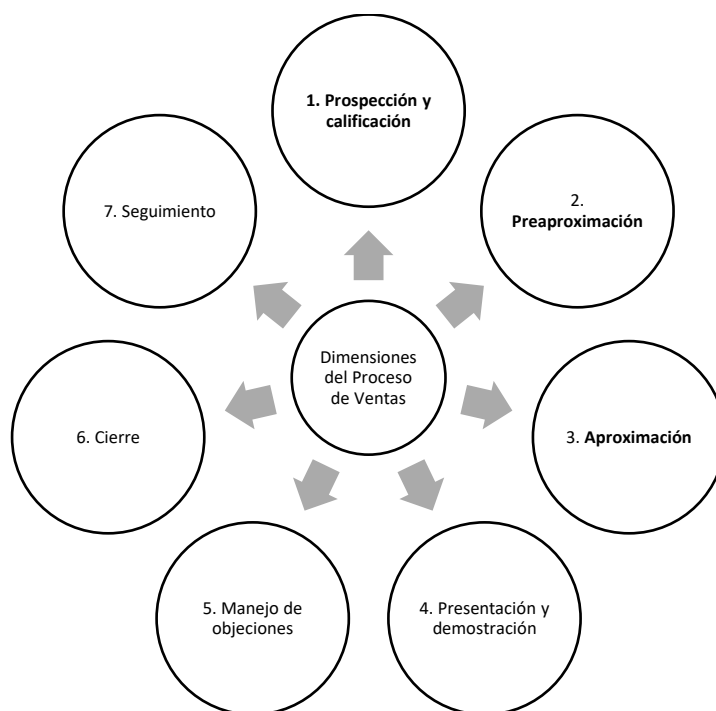 1. Prospección y
calificación
2.
Preaproximación
3. Aproximación
4. Presentación y
demostración
5. Manejo de
objeciones
6. Cierre
7. Seguimiento
Dimensiones
del Proceso
de Ventas